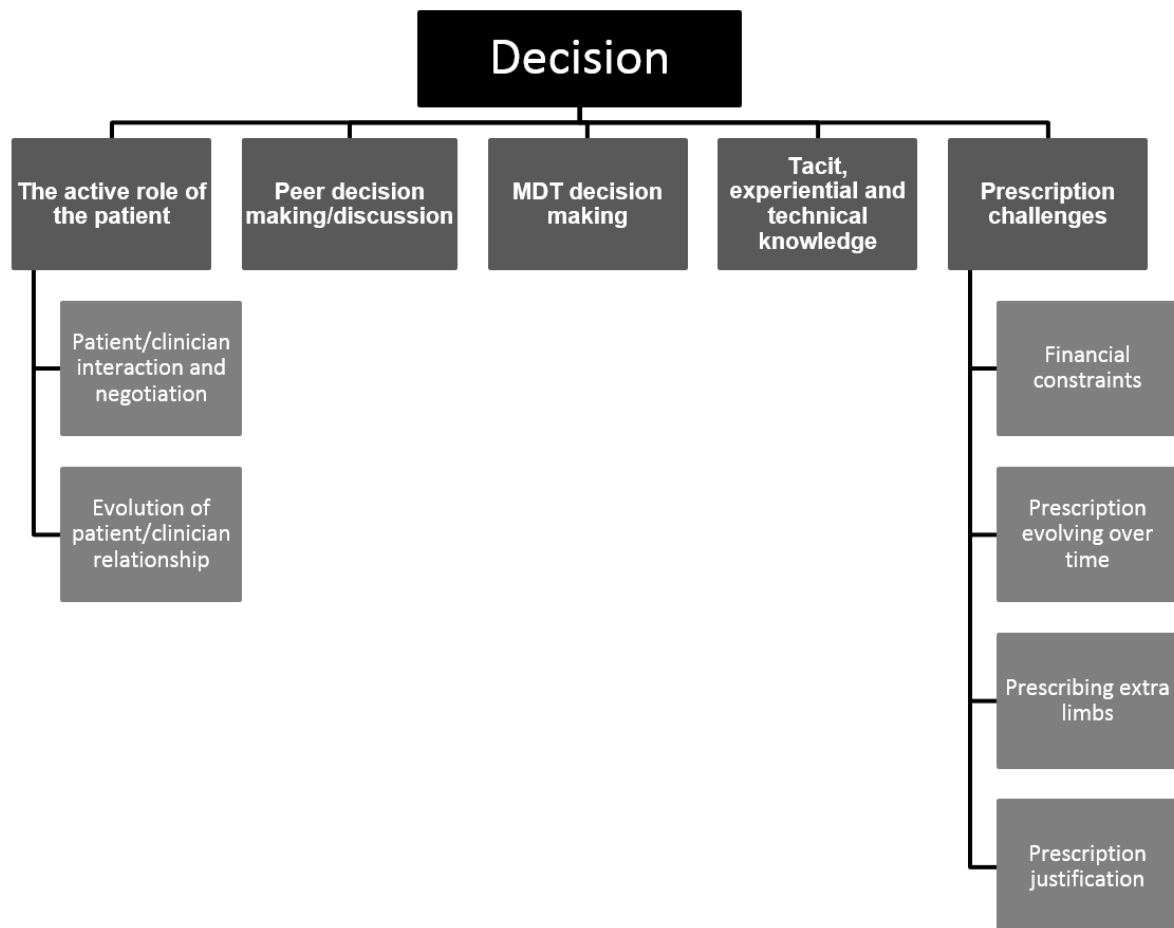 Decision
The active role of
the patient
Peer decision
making/discussion
MDT decision
making
Tacit,
experiential and
technical
knowledge
Prescription
challenges
Patient/clinician
interaction and
negotiation
Evolution of
patient/clinician
relationship
Financial
constraints
Prescription
evolving over
time
Prescribing extra
limbs
Prescription
justification